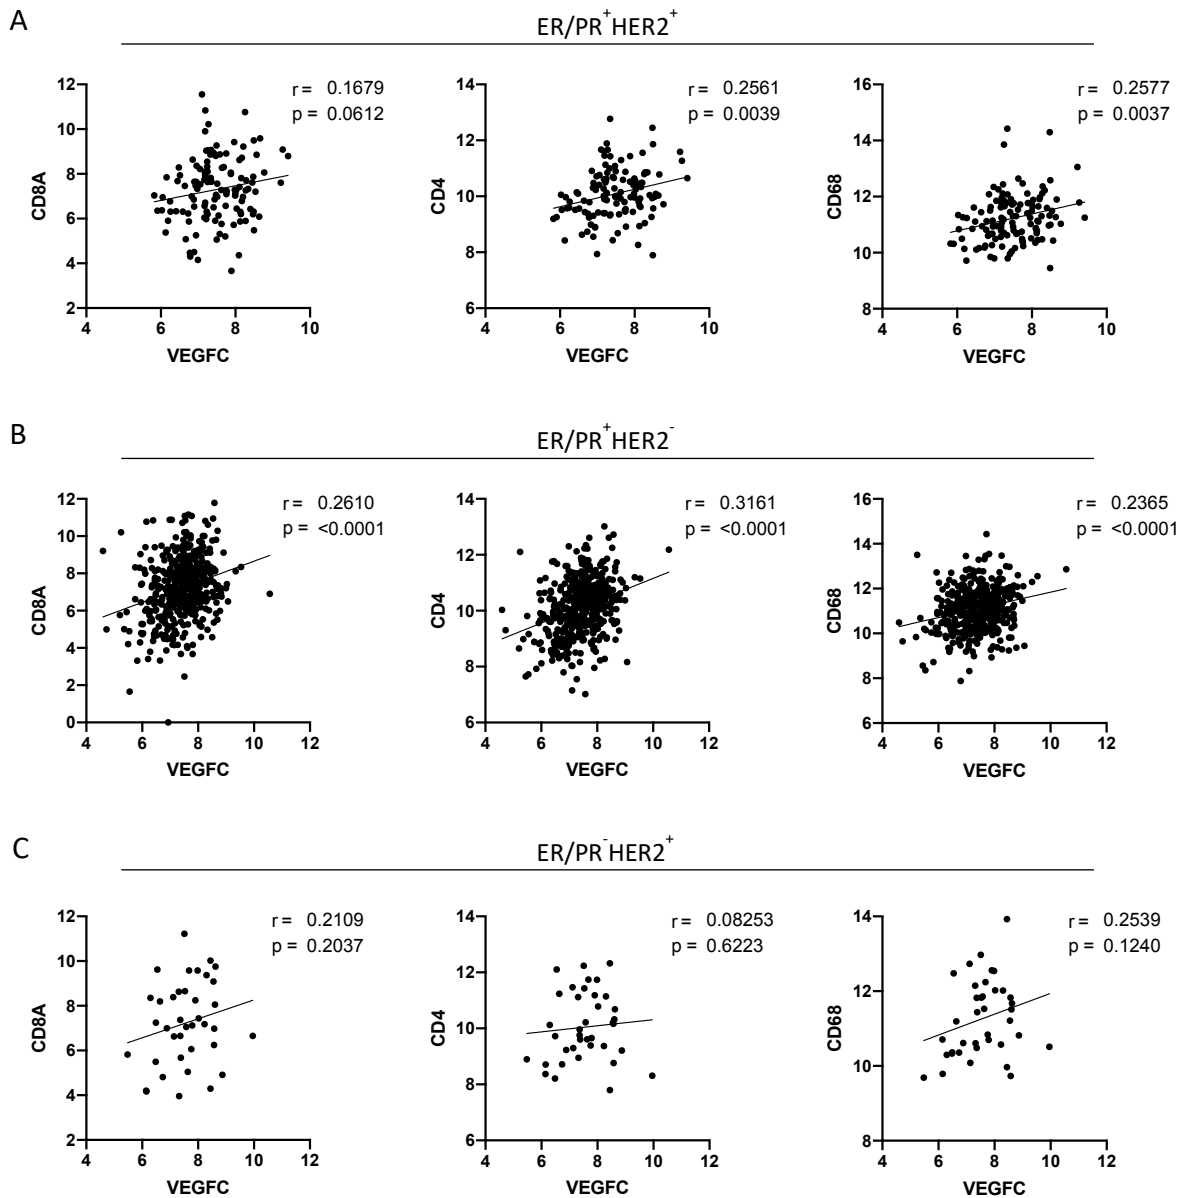 A
ER/PR⁺HER2⁺
r = 0.1679
p = 0.0612
12
10
8
6
4
2
CD8A
4 6 8 10
VEGFC
r = 0.2561
p = 0.0039
14
12
10
8
6
CD4
4 6 8 10
VEGFC
r = 0.2577
p = 0.0037
16
14
12
10
8
CD68
4 6 8 10
VEGFC
B
ER/PR⁺HER2⁻
r = 0.2610
p = <0.0001
12
10
8
6
4
2
0
CD8A
4 6 8 10 12
VEGFC
r = 0.3161
p = <0.0001
14
12
10
8
6
CD4
4 6 8 10 12
VEGFC
r = 0.2365
p = <0.0001
16
14
12
10
8
6
CD68
4 6 8 10 12
VEGFC
C
ER/PR⁻HER2⁺
r = 0.2109
p = 0.2037
12
10
8
6
4
2
CD8A
4 6 8 10 12
VEGFC
r = 0.08253
p = 0.6223
14
12
10
8
6
CD4
4 6 8 10 12
VEGFC
r = 0.2539
p = 0.1240
14
12
10
8
CD68
4 6 8 10 12
VEGFC